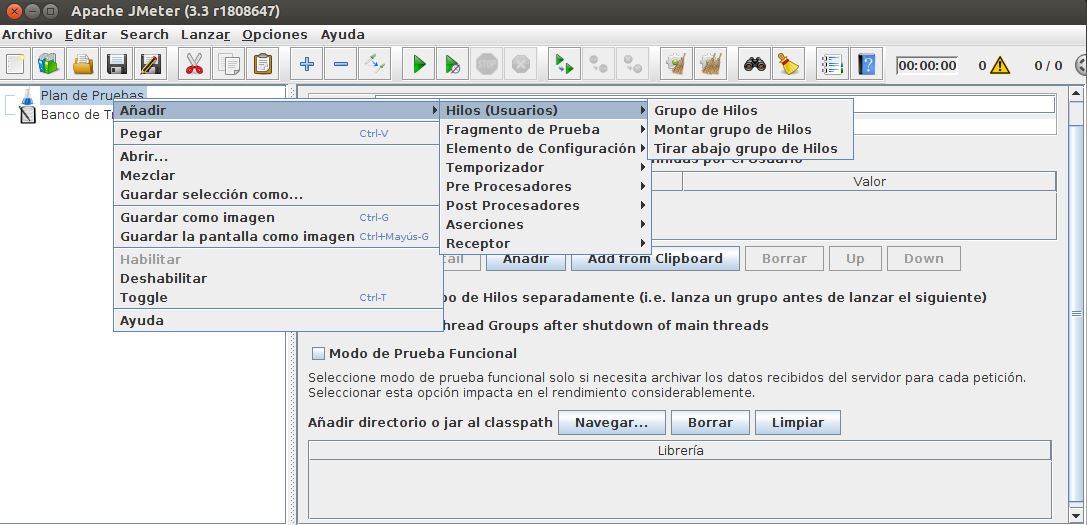 Apache JMeter (3.3 r1808647)
Archivo Editar Search Lanzar Opciones Ayuda
00:00:00 0 0 / 0
Plan de Pruebas
Banco de
Añadir
Pegar Ctrl-V
Abrir...
Mezclar
Guardar selección como...
Guardar como imagen Ctrl-G
Guardar la pantalla como imagen Ctrl+Mayús-G
Habilitar
Deshabilitar
Toggle Ctrl-T
Ayuda
Hilos (Usuarios)
Fragmento de Prueba
Elemento de Configuración
Temporizador
Pre Procesadores
Post Procesadores
Aserciones
Receptor
Grupo de Hilos
Montar grupo de Hilos
Tirar abajo grupo de Hilos
por el Usuario
Valor
Añadir Add from Clipboard Borrar Up Down
de Hilos separadamente (i.e. lanza un grupo antes de lanzar el siguiente)
Groups after shutdown of main threads
Modo de Prueba Funcional
Seleccione modo de prueba funcional solo si necesita archivar los datos recibidos del servidor para cada petición.
Seleccionar esta opción impacta en el rendimiento considerablemente.
Añadir directorio o jar al classpath Navegar... Borrar Limpiar
Librería